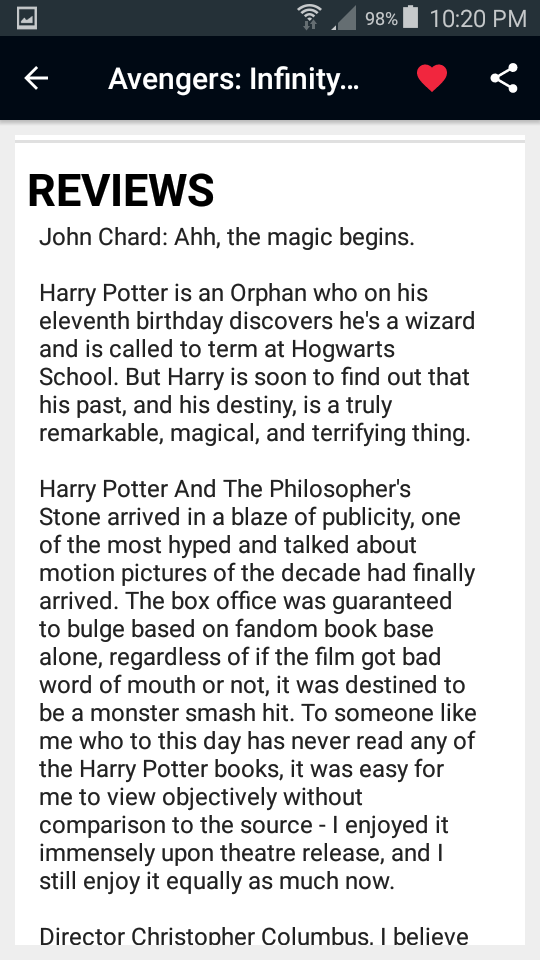 98% 10:20 PM
Avengers: Infinity...
REVIEWS
John Chard: Ahh, the magic begins.
Harry Potter is an Orphan who on his
eleventh birthday discovers he's a wizard
and is called to term at Hogwarts
School. But Harry is soon to find out that
his past, and his destiny, is a truly
remarkable, magical, and terrifying thing.
Harry Potter And The Philosopher's
Stone arrived in a blaze of publicity, one
of the most hyped and talked about
motion pictures of the decade had finally
arrived. The box office was guaranteed
to bulge based on fandom book base
alone, regardless of if the film got bad
word of mouth or not, it was destined to
be a monster smash hit. To someone like
me who to this day has never read any of
the Harry Potter books, it was easy for
me to view objectively without
comparison to the source - I enjoyed it
immensely upon theatre release, and I
still enjoy it equally as much now.
Director Christopher Columbus, I believe